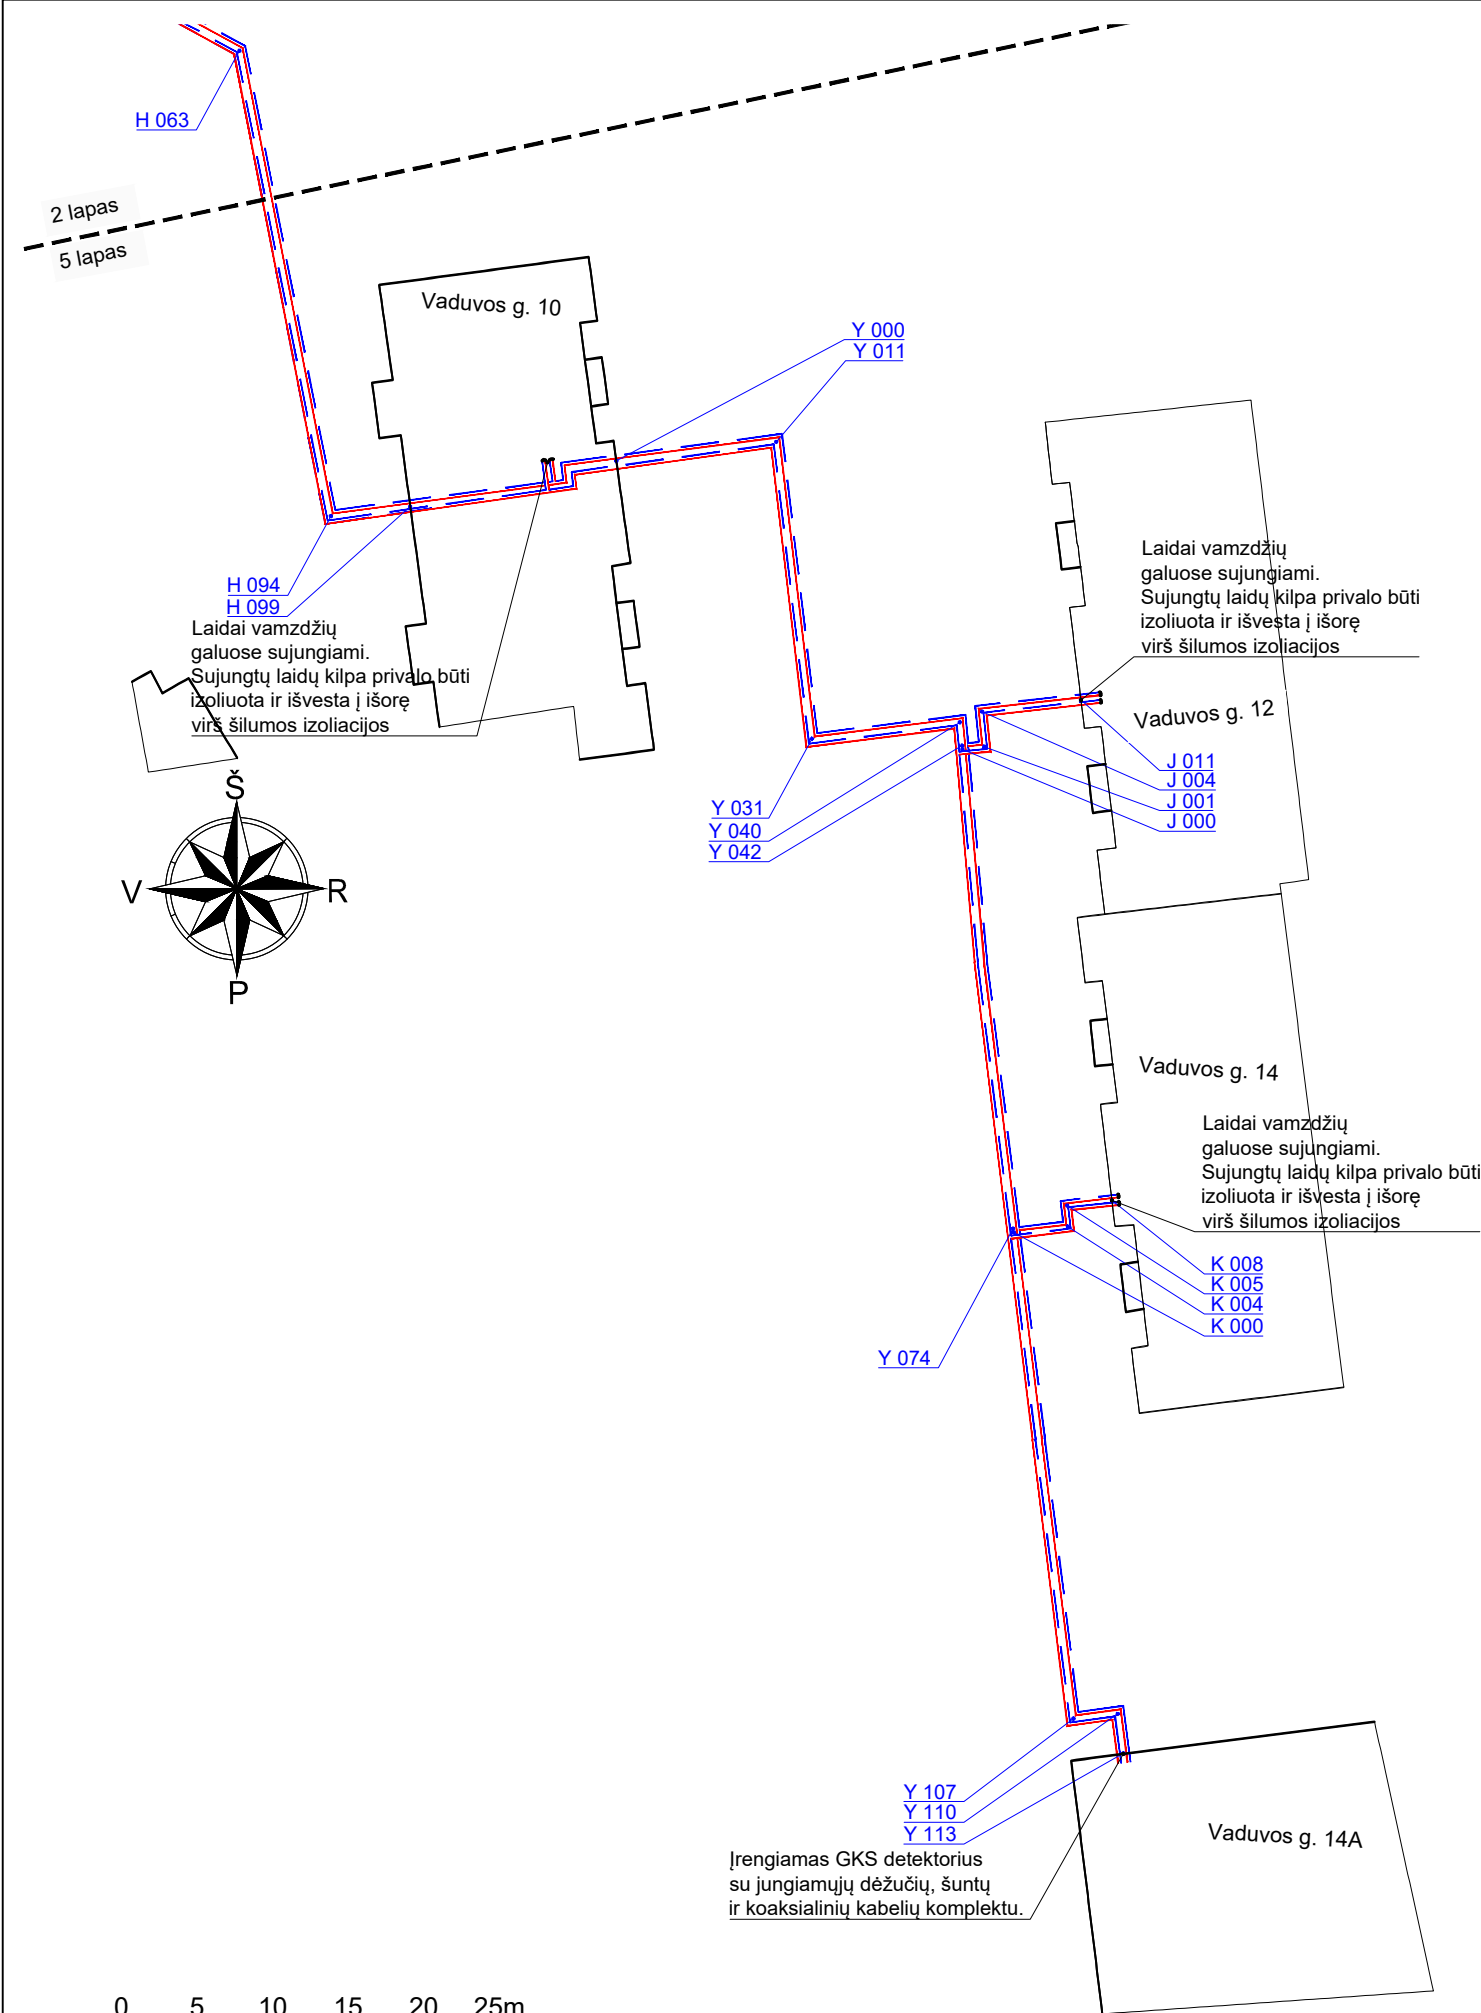 H 063
2 lapas
5 lapas
Vaduvos g. 10
Y 000
Y 011
H 094
H 099
Laidai vamzdžių
galuose sujungiami.
Sujungtų laidų kilpa privalo būti
izoliuota ir išvesta į išorę
virš šilumos izoliacijos
Laidai vamzdžių
galuose sujungiami.
Sujungtų laidų kilpa privalo būti
izoliuota ir išvesta į išorę
virš šilumos izoliacijos
Vaduvos g. 12
J 011
J 004
J 001
J 000
Y 031
Y 040
Y 042
Š
V
R
P
Vaduvos g. 14
Laidai vamzdžių
galuose sujungiami.
Sujungtų laidų kilpa privalo būti
izoliuota ir išvesta į išorę
virš šilumos izoliacijos
K 008
K 005
K 004
K 000
Y 074
Y 107
Y 110
Y 113
Vaduvos g. 14A
Įrengiamas GKS detektorius
su jungiamųjų dėžučių, šuntų
ir koaksialinių kabelių komplektu.
0 5 10 15 20 25m